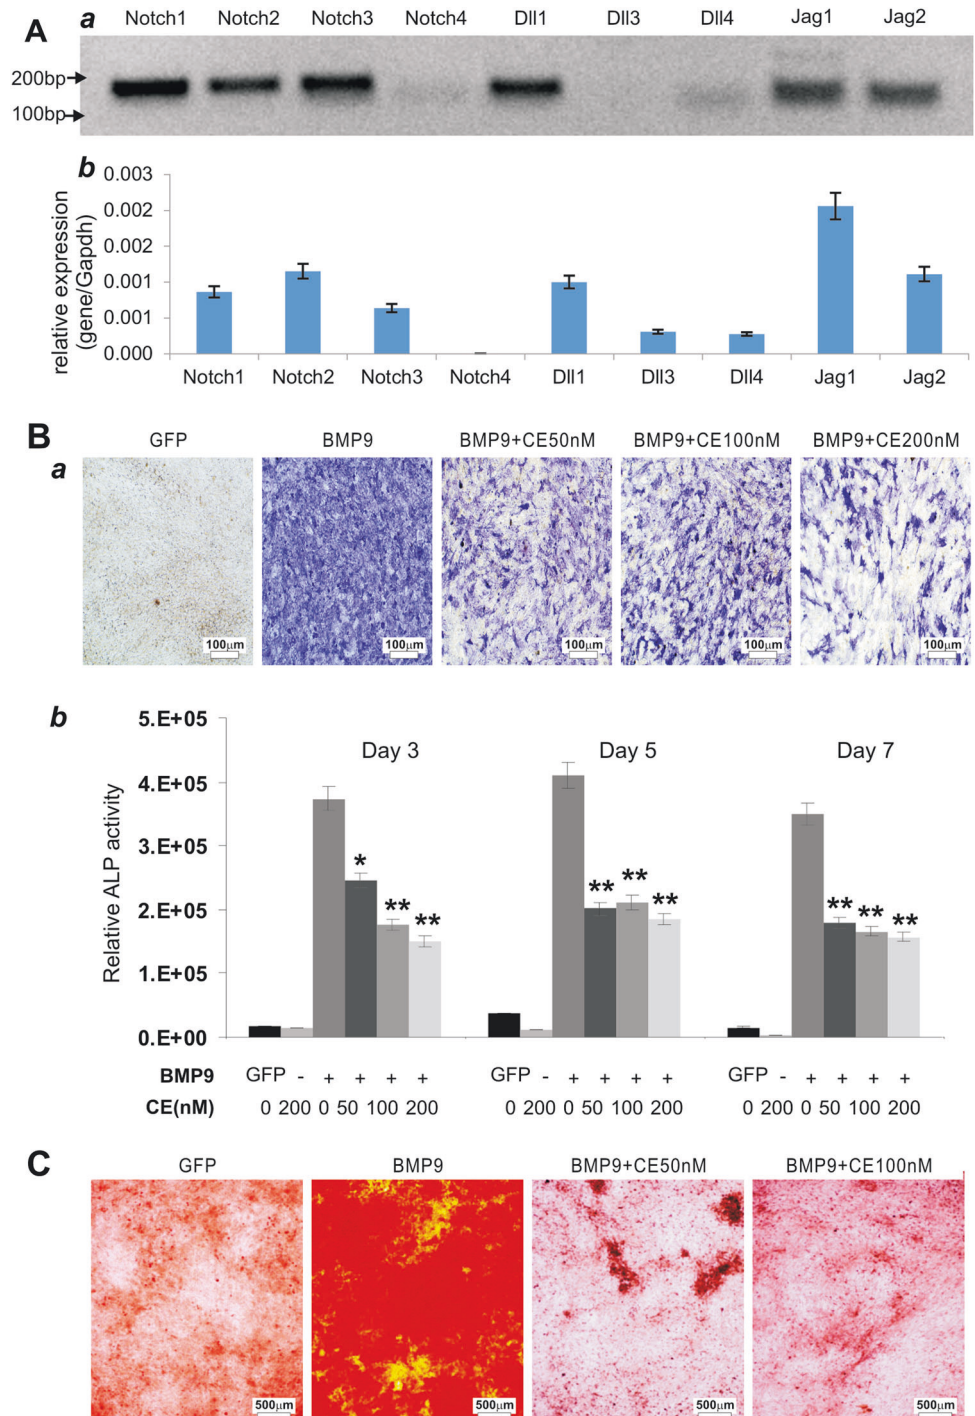 A
a
Notch1 Notch2 Notch3 Notch4 Dll1 Dll3 Dll4 Jag1 Jag2
200bp
100bp
b
relative expression
(gene/Gapdh)
0.003
0.002
0.002
0.001
0.001
0.000
Notch1 Notch2 Notch3 Notch4 Dll1 Dll3 Dll4 Jag1 Jag2
B
GFP BMP9 BMP9+CE50nM BMP9+CE100nM BMP9+CE200nM
a
100μm 100μm 100μm 100μm 100μm
b
Relative ALP activity
5.E+05
4.E+05
3.E+05
2.E+05
1.E+05
0.E+00
Day 3 Day 5 Day 7
* ** ** ** ** ** ** ** **
BMP9 GFP - + + + + GFP - + + + + GFP - + + + +
CE(nM) 0 200 0 50 100 200 0 200 0 50 100 200 0 200 0 50 100 200
C
GFP BMP9 BMP9+CE50nM BMP9+CE100nM
500μm 500μm 500μm 500μm